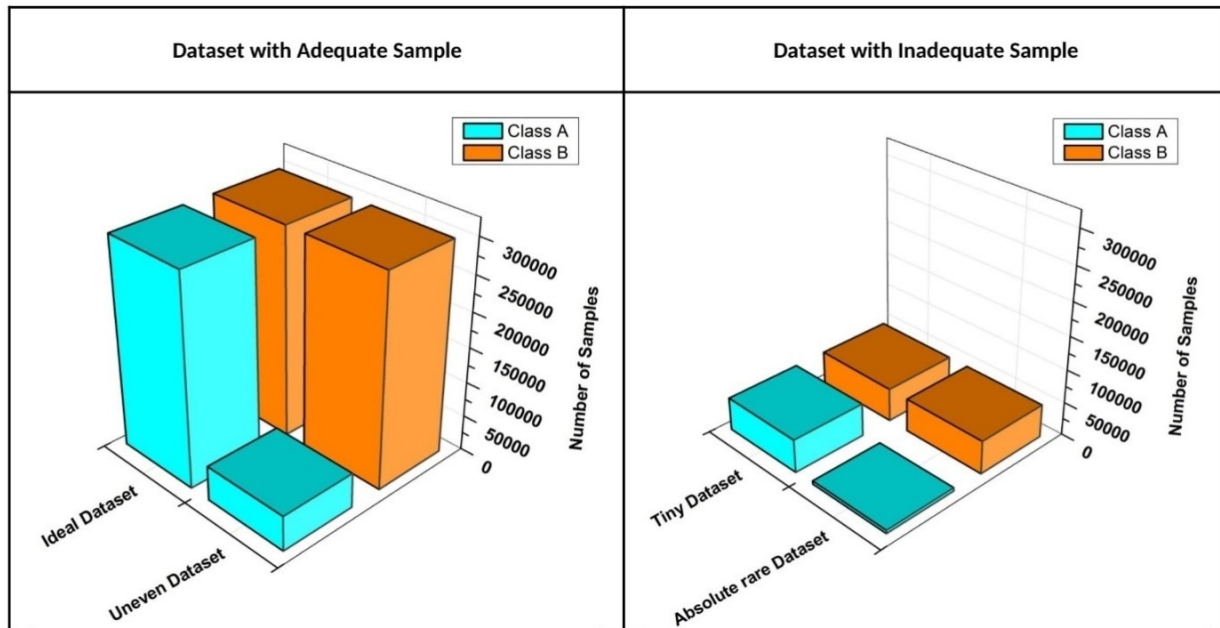 Dataset with Adequate Sample
Dataset with Inadequate Sample
Class A
Class B
300000
250000
200000
150000
100000
50000
0
Number of Samples
Ideal Dataset
Uneven Dataset
Class A
Class B
300000
250000
200000
150000
100000
50000
0
Number of Samples
Tiny Dataset
Absolute rare Dataset